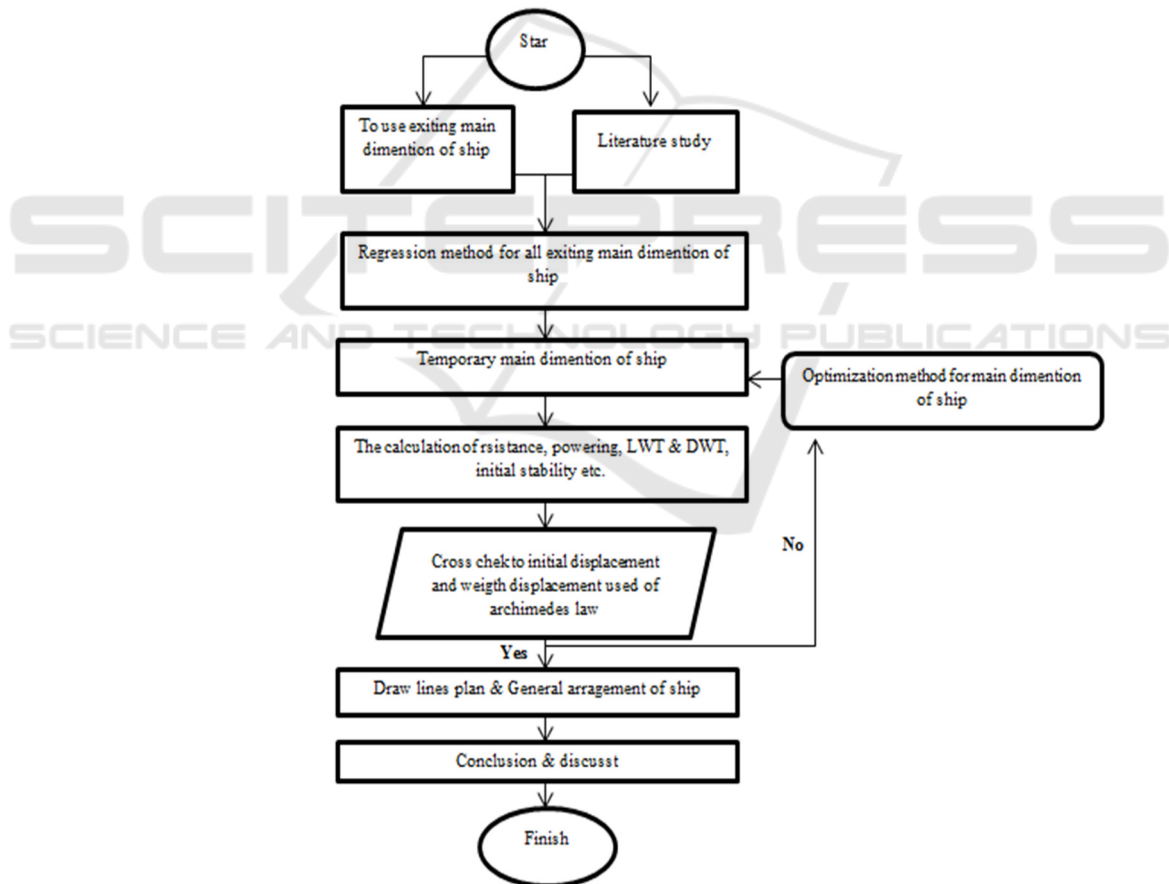 Star
To use exiting main
dimention of ship
Literature study
SCITEPRESS
Regression method for all exiting main dimention of
ship
SCIENCE AND TECHNOLOGY PUBLICATIONS
Temporary main dimention of ship
Optimization method for main dimention
of ship
The calculation of rsistance, powering, LWT & DWT,
initial stability etc.
Cross chek to initial displacement
and weigth displacement used of
archimedes law
No
Yes
Draw lines plan & General arragement of ship
Conclusion & discusst
Finish